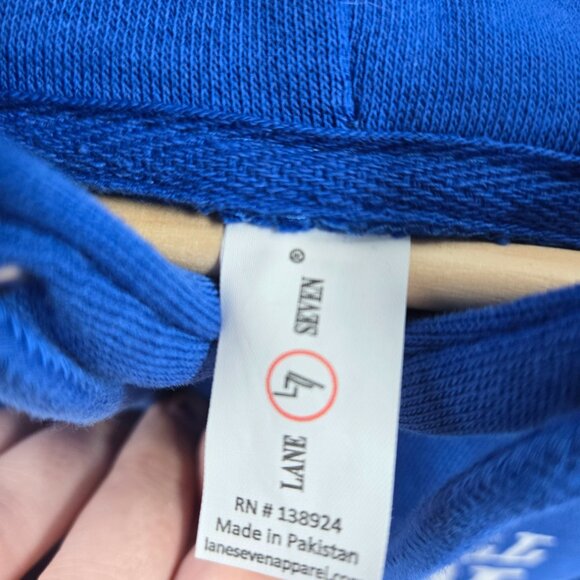 LANE SEVEN ®
RN # 138924
Made in Pakistan
lanesevenapparel.com